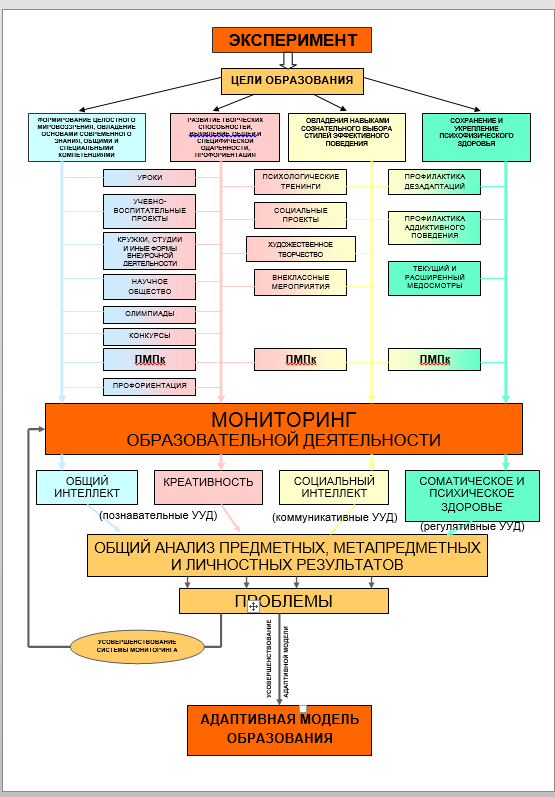 ЭКСПЕРИМЕНТ
ЦЕЛИ ОБРАЗОВАНИЯ
ФОРМИРОВАНИЕ ЦЕЛОСТНОГО
МИРОВОЗЗРЕНИЯ, ОВЛАДЕНИЕ
ОСНОВАМИ СОВРЕМЕННОГО
ЗНАНИЯ, ОБЩИМИ И
СПЕЦИАЛЬНЫМИ
КОМПЕТЕНЦИЯМИ
РАЗВИТИЕ ТВОРЧЕСКИХ
СПОСОБНОСТЕЙ,
ВЫЯВЛЕНИЕ ОБЩЕЙ И
СПЕЦИФИЧЕСКОЙ
ОДАРЕННОСТИ,
ПРОФОРИЕНТАЦИЯ
ОВЛАДЕНИЯ НАВЫКАМИ
СОЗНАТЕЛЬНОГО ВЫБОРА
СТИЛЕЙ ЭФФЕКТИВНОГО
ПОВЕДЕНИЯ
СОХРАНЕНИЕ И
УКРЕПЛЕНИЕ
ПСИХОФИЗИЧЕСКОГО
ЗДОРОВЬЯ
УРОКИ
УЧЕБНО-
ВОСПИТАТЕЛЬНЫЕ
ПРОЕКТЫ
КРУЖКИ, СТУДИИ
И ИНЫЕ ФОРМЫ
ВНЕУРОЧНОЙ
ДЕЯТЕЛЬНОСТИ
НАУЧНОЕ
ОБЩЕСТВО
ОЛИМПИАДЫ
КОНКУРСЫ
ПМПк
ПРОФОРИЕНТАЦИЯ
ПСИХОЛОГИЧЕСКИЕ
ТРЕНИНГИ
СОЦИАЛЬНЫЕ
ПРОЕКТЫ
ХУДОЖЕСТВЕННОЕ
ТВОРЧЕСТВО
ВНЕКЛАССНЫЕ
МЕРОПРИЯТИЯ
ПМПк
ПРОФИЛАКТИКА
ДЕЗАДАПТАЦИЙ
ПРОФИЛАКТИКА
АДДИКТИВНОГО
ПОВЕДЕНИЯ
ТЕКУЩИЙ И
РАСШИРЕННЫЙ
МЕДОСМОТРЫ
ПМПк
МОНИТОРИНГ
ОБРАЗОВАТЕЛЬНОЙ ДЕЯТЕЛЬНОСТИ
ОБЩИЙ
ИНТЕЛЛЕКТ
КРЕАТИВНОСТЬ
СОЦИАЛЬНЫЙ
ИНТЕЛЛЕКТ
СОМАТИЧЕСКОЕ И
ПСИХИЧЕСКОЕ
ЗДОРОВЬЕ
(познавательные УУД)
(коммуникативные УУД)
(регулятивные УУД)
ОБЩИЙ АНАЛИЗ ПРЕДМЕТНЫХ, МЕТАПРЕДМЕТНЫХ
И ЛИЧНОСТНЫХ РЕЗУЛЬТАТОВ
ПРОБЛЕМЫ
УСОВЕРШЕНСТВОВАНИЕ
СИСТЕМЫ МОНИТОРИНГА
УСОВЕРШЕНСТВОВАНИЕ
АДАПТИВНОЙ МОДЕЛИ
АДАПТИВНАЯ МОДЕЛЬ
ОБРАЗОВАНИЯ